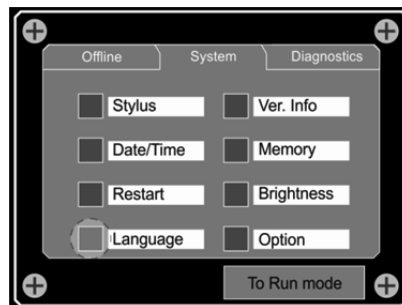 Offline System Diagnostics
Stylus Ver. Info
Date/Time Memory
Restart Brightness
Language Option
To Run mode